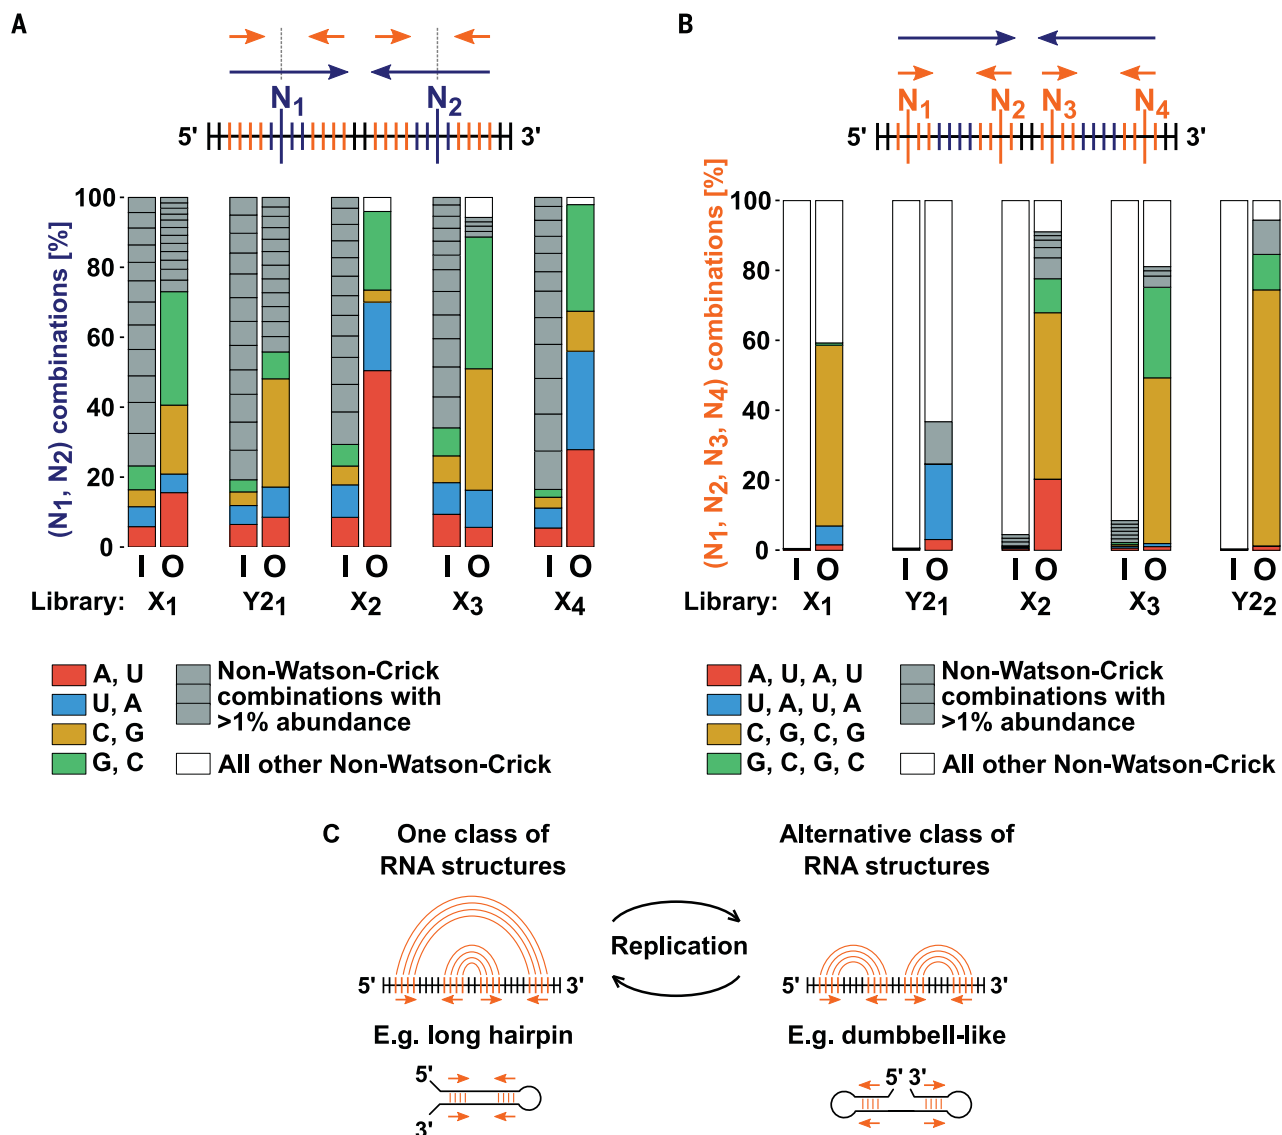 A
N1 N2
5' 3'
(N1, N2) combinations [%]
100
80
60
40
20
0
I O I O I O I O I O
Library: X1 Y21 X2 X3 X4
A, U
U, A
C, G
G, C
Non-Watson-Crick
combinations with
>1% abundance
All other Non-Watson-Crick
B
N1 N2 N3 N4
5' 3'
(N1, N2, N3, N4) combinations [%]
100
80
60
40
20
0
I O I O I O I O I O
Library: X1 Y21 X2 X3 Y22
A, U, A, U
U, A, U, A
C, G, C, G
G, C, G, C
Non-Watson-Crick
combinations with
>1% abundance
All other Non-Watson-Crick
C
One class of
RNA structures
5' 3'
E.g. long hairpin
5'
3'
Replication
Alternative class of
RNA structures
5' 3'
E.g. dumbbell-like
5' 3'